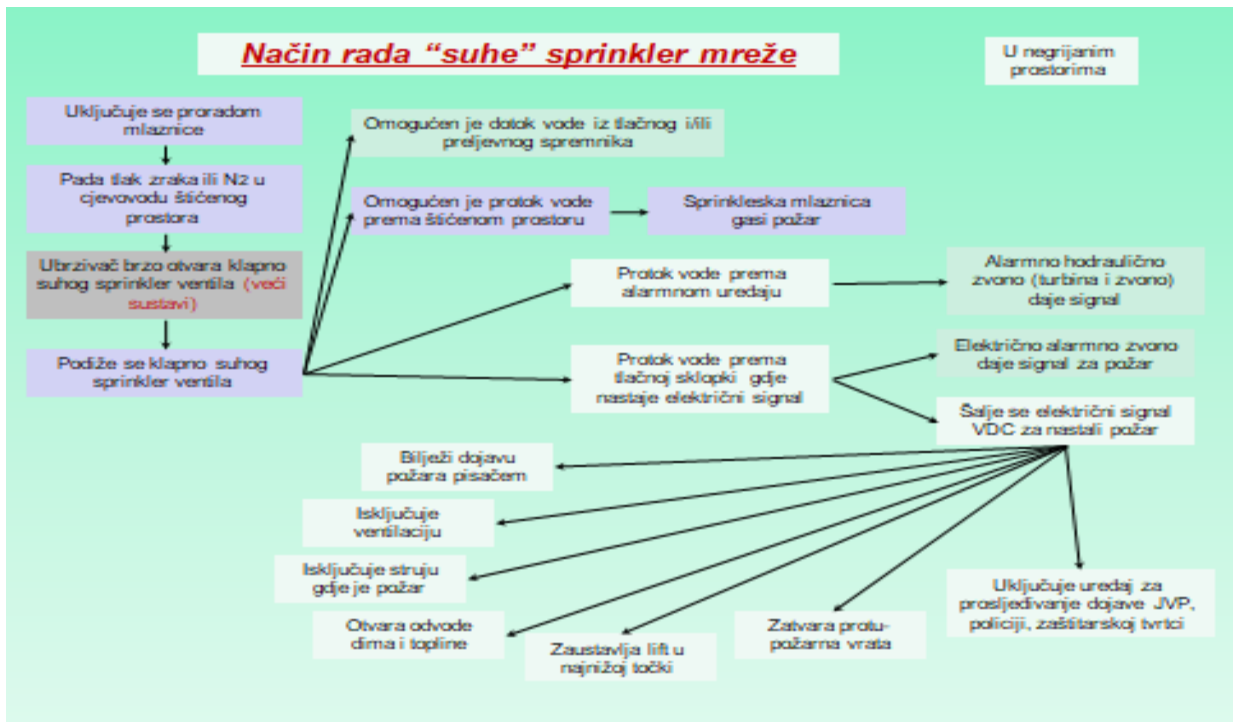 Način rada “suhe” sprinkler mreže
U negrijanim
prostorima
Uključuje se proradom
mlaznice
Pada tlak zraka ili N2 u
cjevovodu štićenog
prostora
Ubrzivač brzo otvara klapno
suhog sprinkler ventila (veći
sustavi)
Podiže se klapno suhog
sprinkler ventila
Omogućen je dotok vode iz tlačnog i/ili
preljevnog spremnika
Omogućen je protok vode
prema štićenom prostoru
Sprinkleska mlaznica
gasi požar
Protok vode prema
alarmnom uređaju
Alarmno hodraulično
zvono (turbina i zvono)
daje signal
Protok vode prema
tlačnoj sklopki gdje
nastaje električni signal
Električno alarmno zvono
daje signal za požar
Šalje se električni signal
VDC za nastali požar
Bilježi dojavu
požara pisačem
Isključuje
ventilaciju
Isključuje struju
gdje je požar
Otvara odvode
dima i topline
Zaustavlja lift u
najnižoj točki
Zatvara protu-
požarna vrata
Uključuje uređaj za
prosljeđivanje dojave JVP,
policiji, zaštitarskoj tvrtci